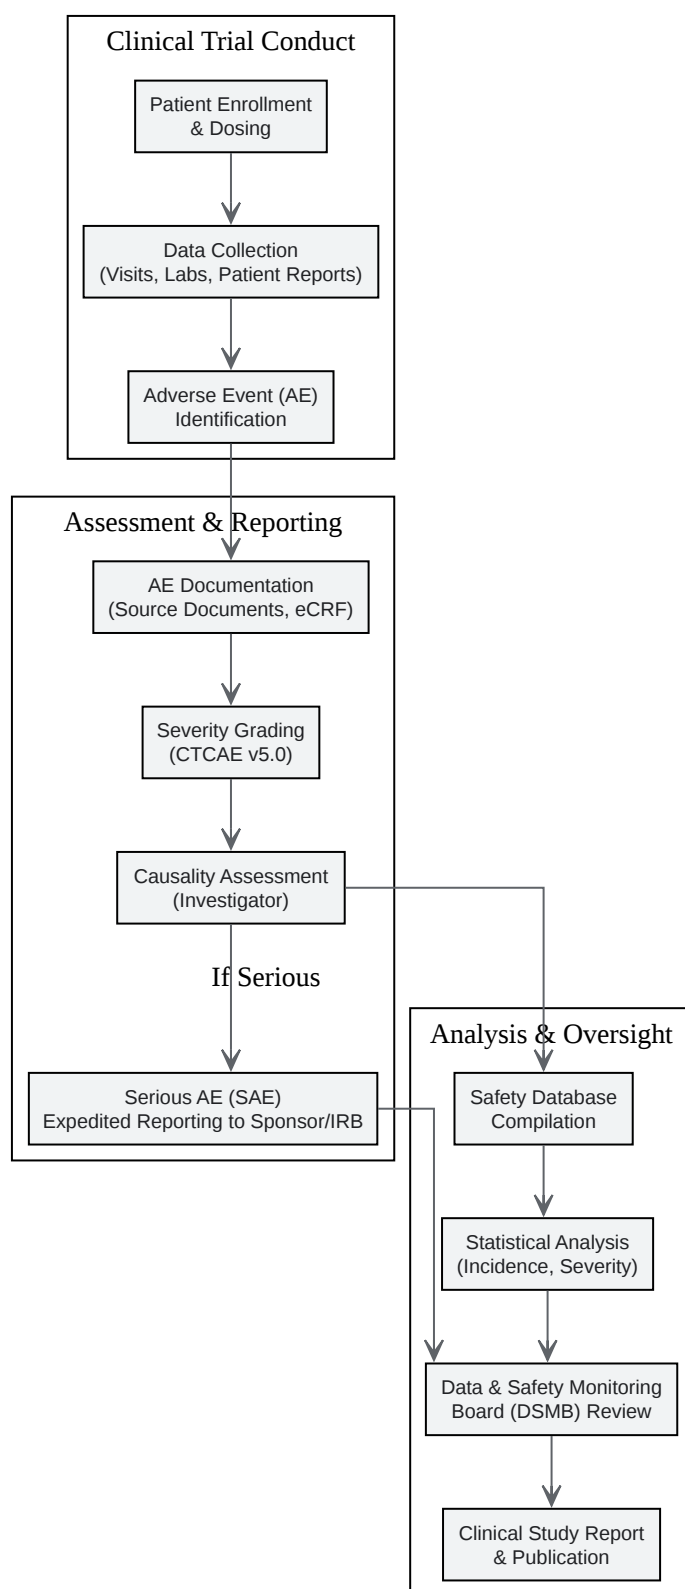 Clinical Trial Conduct
Patient Enrollment
& Dosing
Data Collection
(Visits, Labs, Patient Reports)
Adverse Event (AE)
Identification
Assessment & Reporting
AE Documentation
(Source Documents, eCRF)
Severity Grading
(CTCAE v5.0)
Causality Assessment
(Investigator)
If Serious
Serious AE (SAE)
Expedited Reporting to Sponsor/IRB
Analysis & Oversight
Safety Database
Compilation
Statistical Analysis
(Incidence, Severity)
Data & Safety Monitoring
Board (DSMB) Review
Clinical Study Report
& Publication